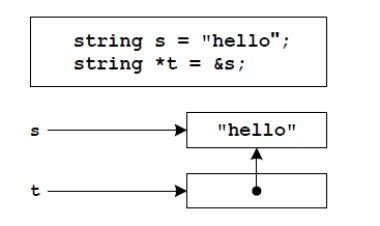 string s = "hello";
string *t = &s;
s
"hello"
t